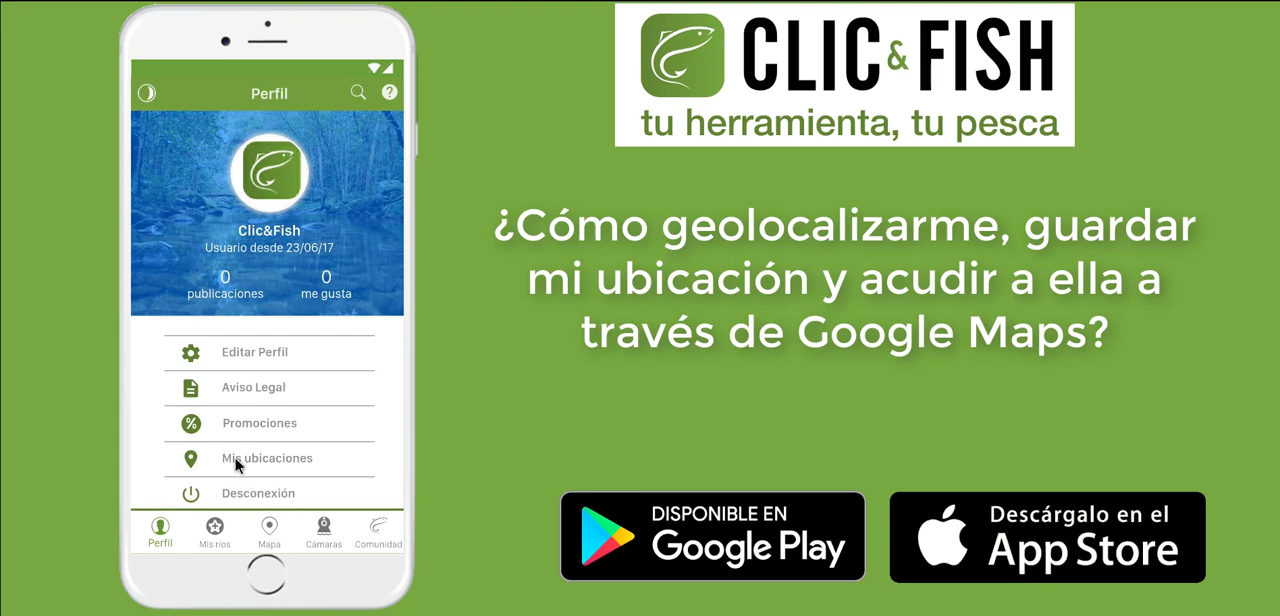 Perfil
Clic&Fish
Usuario desde 23/06/17
0 0
publicaciones me gusta
Editar Perfil
Aviso Legal
Promociones
Mis ubicaciones
Desconexión
Perfil Mis ríos Mapa Cámaras Comunidad
CLIC&FISH
tu herramienta, tu pesca
¿Cómo geolocalizarme, guardar
mi ubicación y acudir a ella a
través de Google Maps?
DISPONIBLE EN
Google Play
Descárgalo en el
App Store